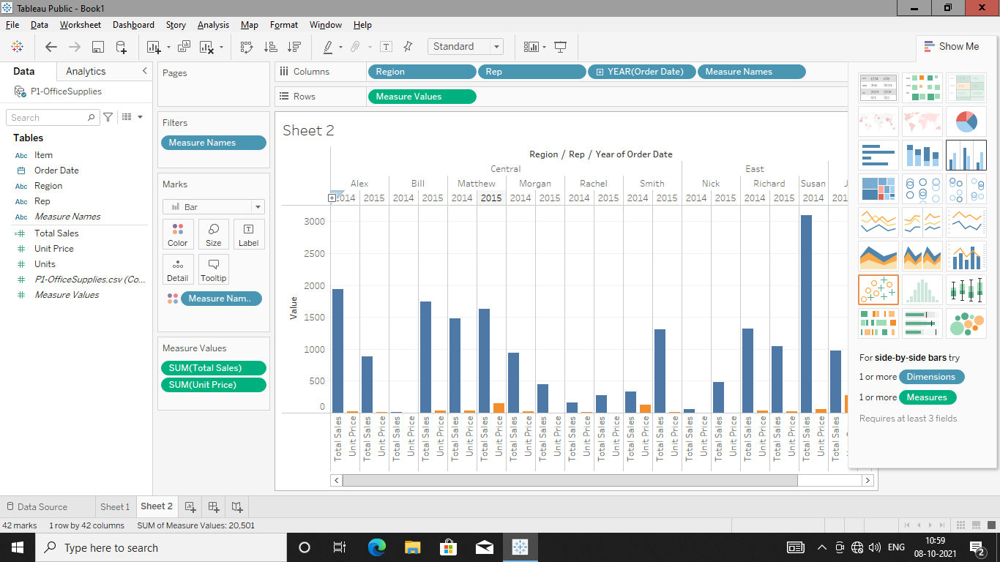 Tableau Public - Book1
File Data Worksheet Dashboard Story Analysis Map Format Window Help
Standard
Show Me
Data Analytics
P1-OfficeSupplies
Search
Tables
Abc Item
Order Date
Abc Region
Abc Rep
Abc Measure Names
Total Sales
Unit Price
Units
P1-OfficeSupplies.csv (Co...
Measure Values
Pages
Filters
Measure Names
Marks
Bar
Color Size Label
Detail Tooltip
Measure Nam..
Measure Values
SUM(Total Sales)
SUM(Unit Price)
Columns Region Rep YEAR(Order Date) Measure Names
Rows Measure Values
Sheet 2
Region / Rep / Year of Order Date
Central East
Alex Bill Matthew Morgan Rachel Smith Nick Richard Susan
2014 2015 2014 2015 2014 2015 2014 2015 2014 2015 2014 2015 2014 2015 2014 2015 2014
Value
3000
2500
2000
1500
1000
500
0
Total Sales Unit Price Total Sales Unit Price Total Sales Unit Price Total Sales Unit Price Total Sales Unit Price Total Sales Unit Price Total Sales Unit Price Total Sales Unit Price Total Sales Unit Price Total Sales Unit Price Total Sales Unit Price Total Sales Unit Price Total Sales Unit Price Total Sales Unit Price Total Sales Unit Price Total Sales Unit Price Total Sales Unit Price Total Sales
For side-by-side bars try
1 or more Dimensions
1 or more Measures
Requires at least 3 fields
Data Source Sheet 1 Sheet 2
42 marks 1 row by 42 columns SUM of Measure Values: 20,501
Type here to search
ENG
10:59
08-10-2021
2